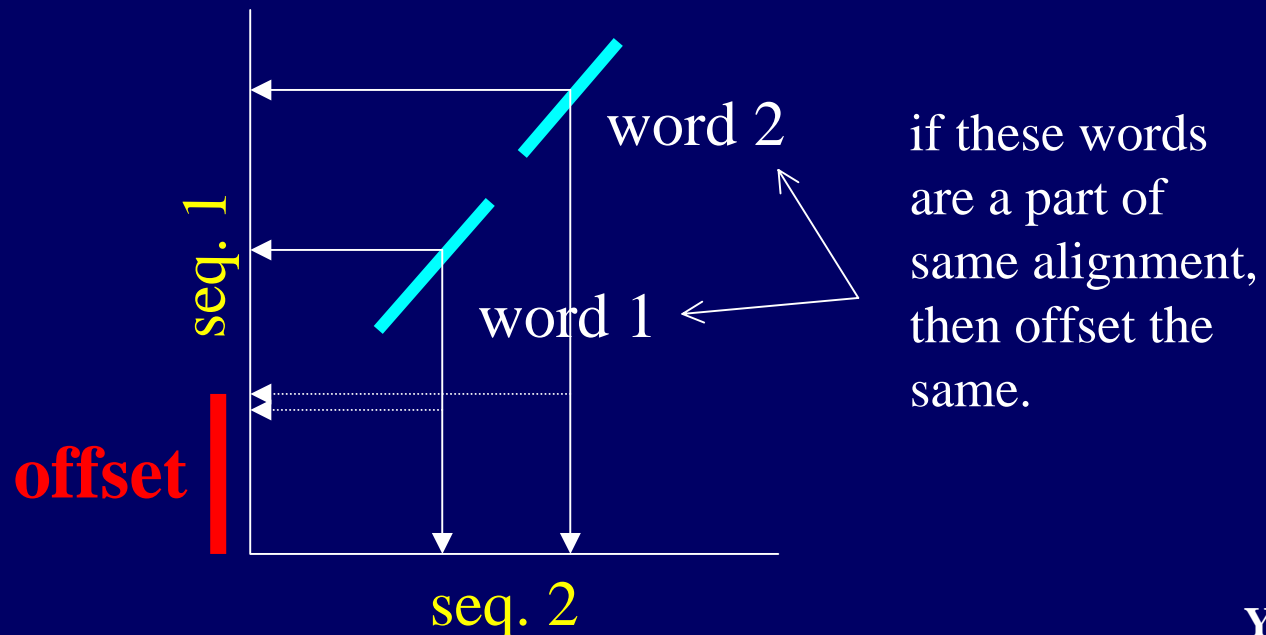 word 2
if these words
are a part of
same alignment,
then offset the
same.
seq. 1
word 1
offset
seq. 2
Y